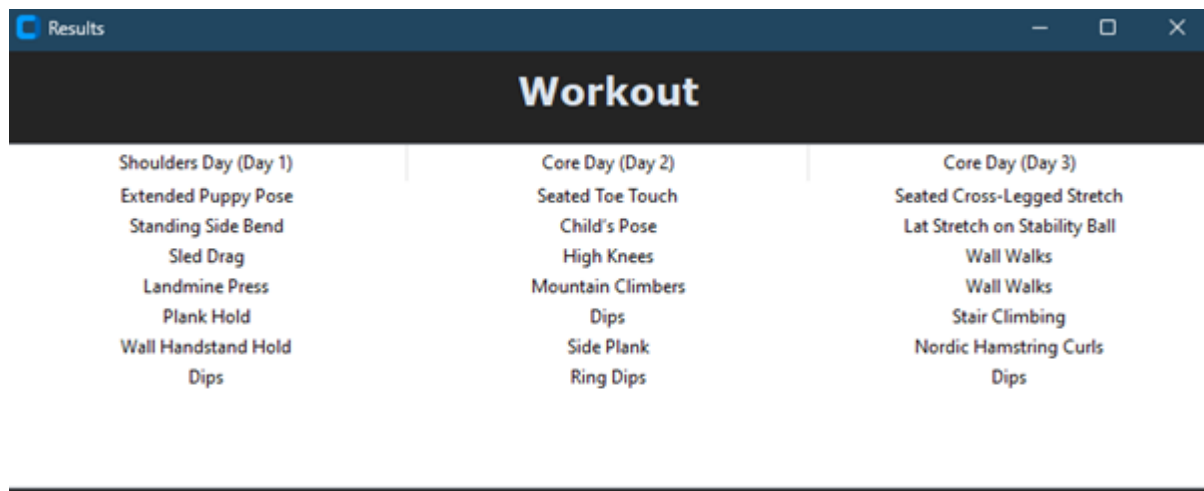 Results
Workout
Shoulders Day (Day 1) Core Day (Day 2) Core Day (Day 3)
Extended Puppy Pose Seated Toe Touch Seated Cross-Legged Stretch
Standing Side Bend Child's Pose Lat Stretch on Stability Ball
Sled Drag High Knees Wall Walks
Landmine Press Mountain Climbers Wall Walks
Plank Hold Dips Stair Climbing
Wall Handstand Hold Side Plank Nordic Hamstring Curls
Dips Ring Dips Dips